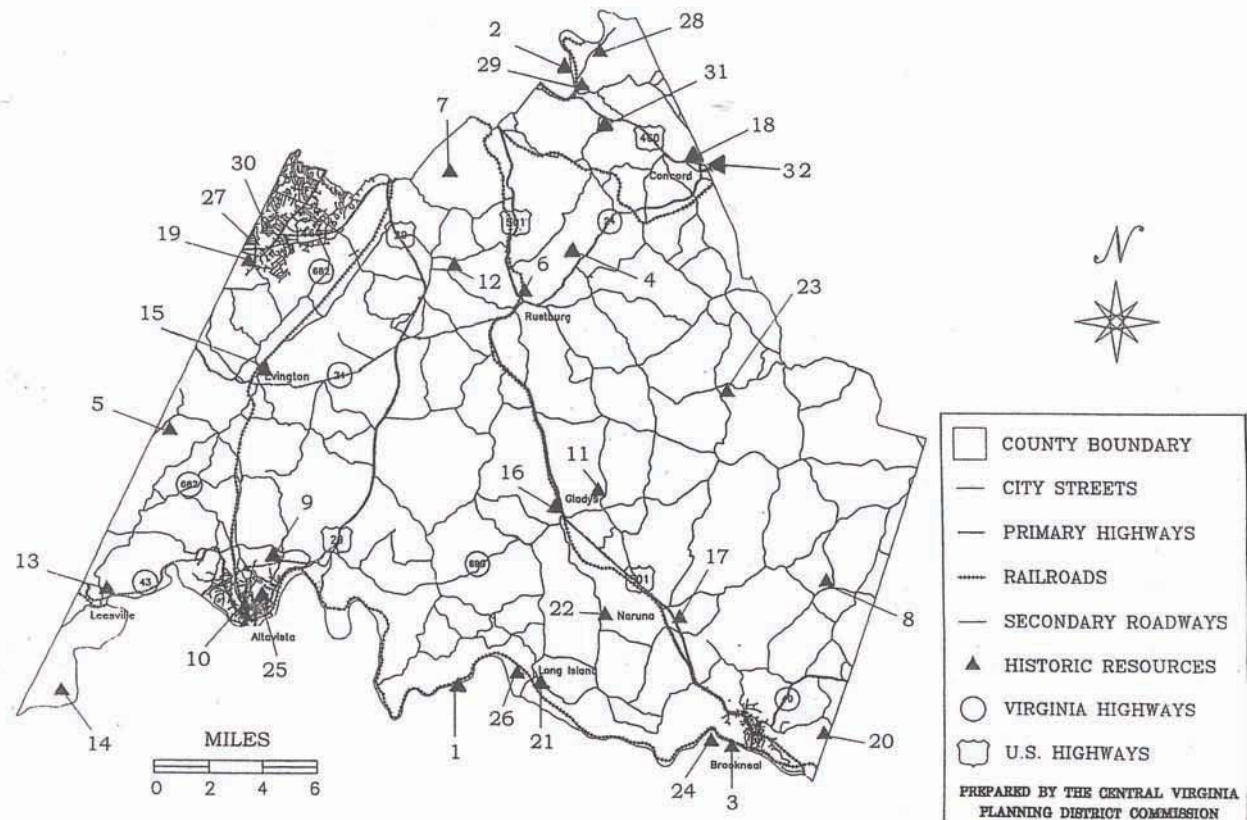 2
28
29
31
7
18
460
32
Concord
30
27
N
501
24
29
19
682
6
4
12
23
Rustburg
15
Evington
5
COUNTY BOUNDARY
11
16
Gladys
682
9
CITY STREETS
29
PRIMARY HIGHWAYS
17
13
43
699
501
RAILROADS
Leesville
22
Naruna
8
SECONDARY ROADWAYS
Altavista
10
25
HISTORIC RESOURCES
Long Island
14
MILES
1
26
21
VIRGINIA HIGHWAYS
24
Brookneal
3
20
U.S. HIGHWAYS
0 2 4 6
PREPARED BY THE CENTRAL VIRGINIA
PLANNING DISTRICT COMMISSION